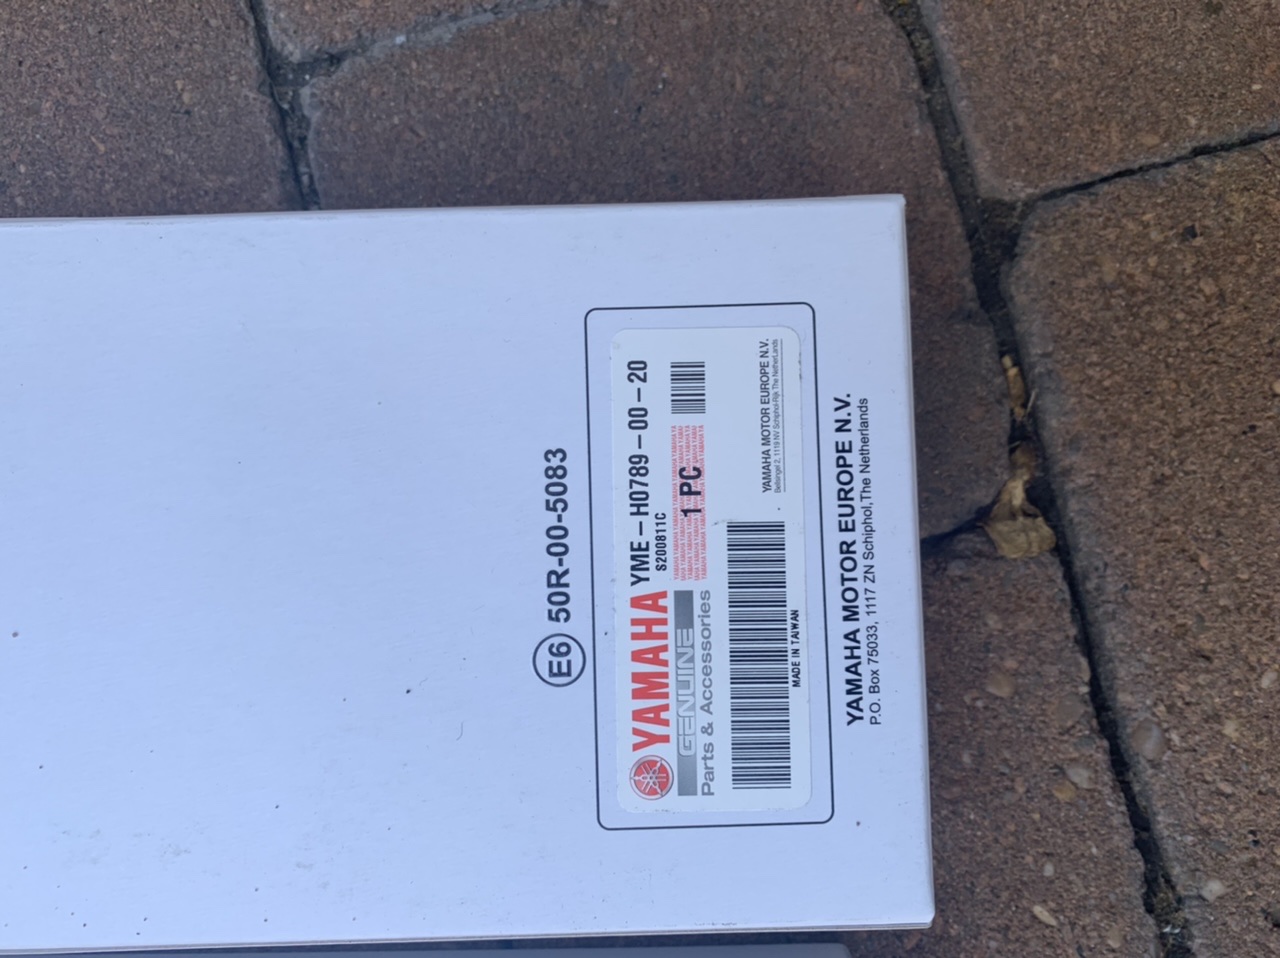 E6 50R-00-5083
YAMAHA YME-H0789-00-20
S200811C
GENUINE
Parts & Accessories
1 PC
YAMAHA MOTOR EUROPE N.V.
MADE IN TAIWAN
YAMAHA MOTOR EUROPE N.V.
P.O. Box 75033, 1117 ZN Schiphol,The Netherlands